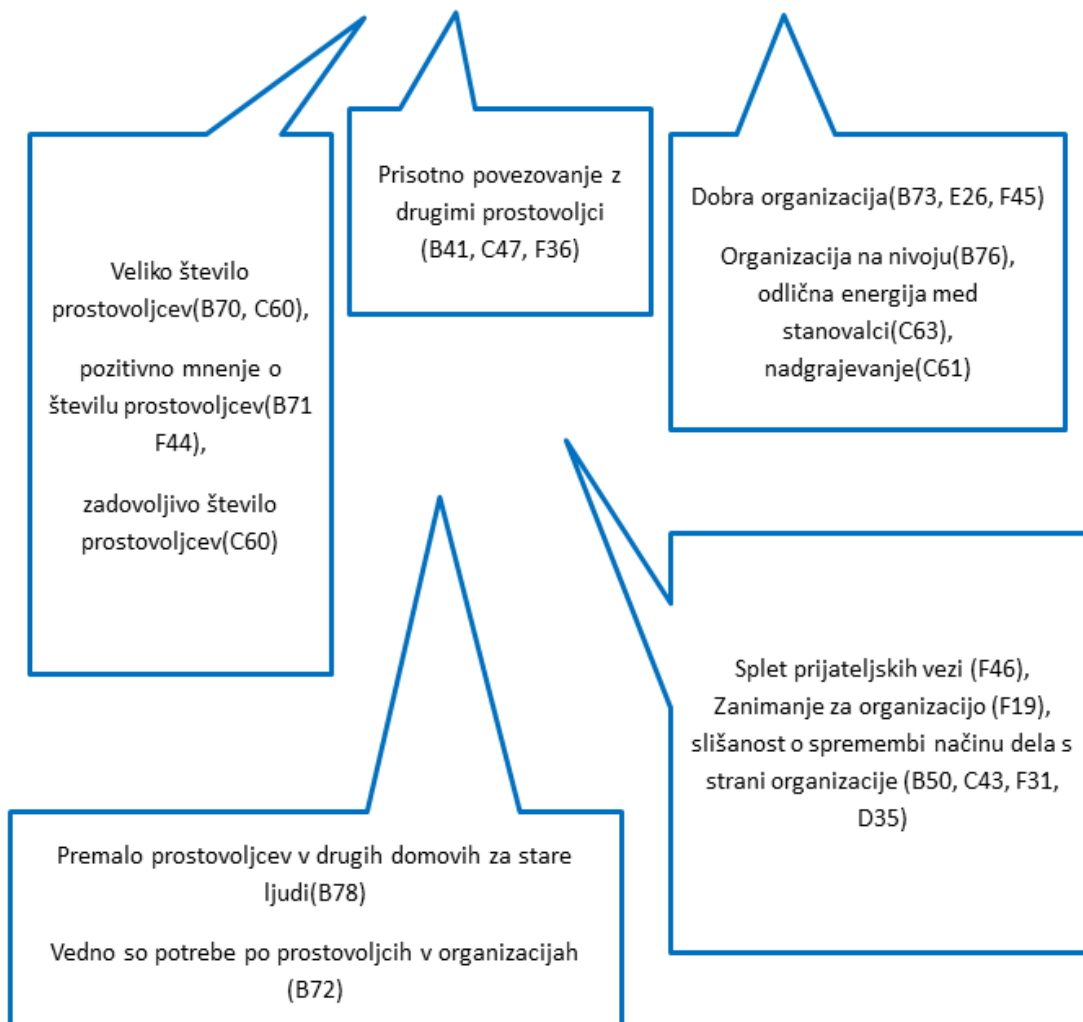 Veliko število
prostovoljcev(B70, C60),
pozitivno mnenje o
številu prostovoljcev(B71
F44),
zadovoljivo število
prostovoljcev(C60)
Prisotno povezovanje z
drugimi prostovoljci
(B41, C47, F36)
Dobra organizacija(B73, E26, F45)
Organizacija na nivoju(B76),
odlična energija med
stanovalci(C63),
nadgrajevanje(C61)
Splet prijateljskih vezi (F46),
Zanimanje za organizacijo (F19),
slišanost o spremembi načinu dela s
strani organizacije (B50, C43, F31,
D35)
Premalo prostovoljcev v drugih domovih za stare
ljudi(B78)
Vedno so potrebe po prostovoljcih v organizacijah
(B72)